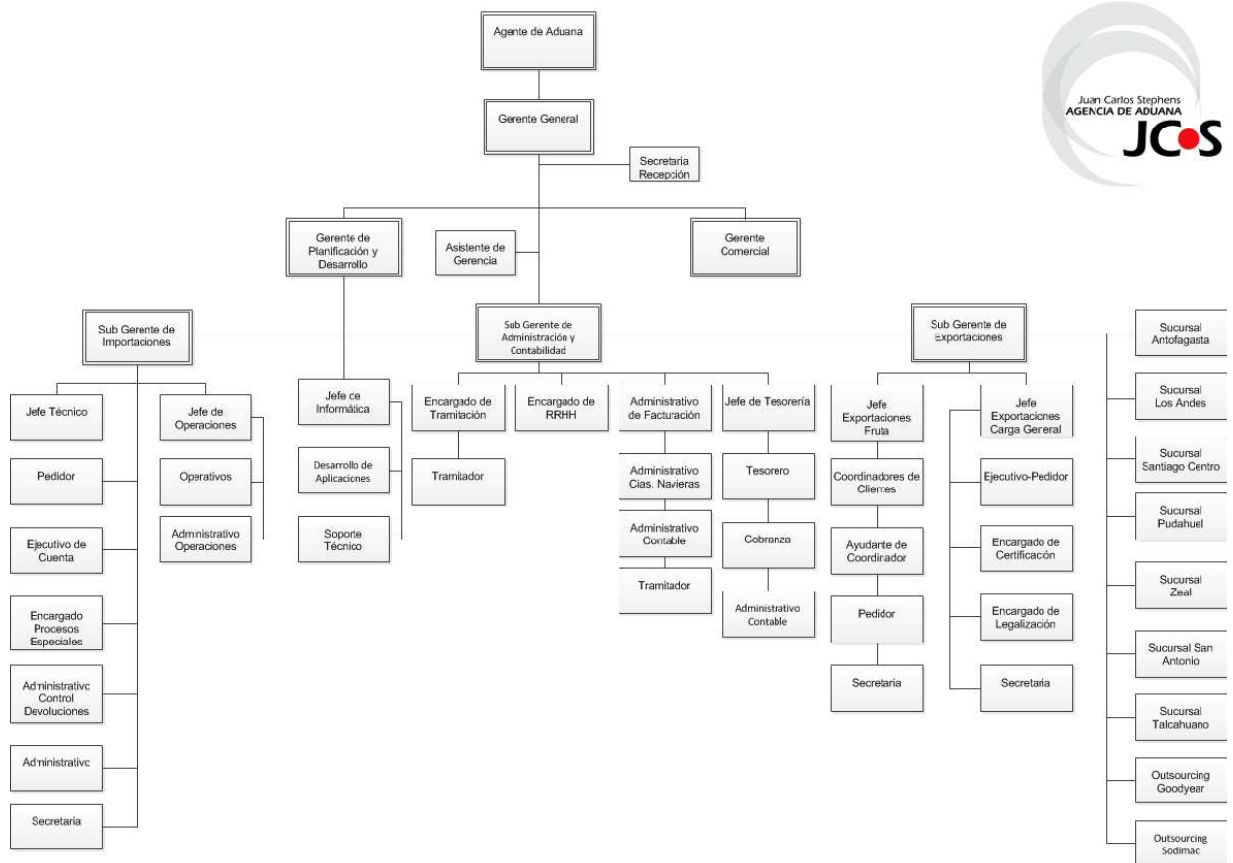 Agente de Aduana
Juan Carlos Stephens
AGENCIA DE ADUANA
JCS
Gerente General
Secretaria
Recepción
Gerente de
Planificación y
Desarrollo
Asistente de
Gerencia
Gerente
Comercial
Sub Gerente de
Importaciones
Sub Gerente de
Administración y
Contabilidad
Sub Gerente de
Exportaciones
Jefe Técnico
Jefe de
Operaciones
Pedidor
Operativos
Ejecutivo de
Cuenta
Administrativo
Operaciones
Encargado
Procesos
Especiales
Administrativo
Control
Devoluciones
Administrativo
Secretaria
Jefe de
Informática
Desarrollo de
Aplicaciones
Soporte
Técnico
Encargado de
Tramitación
Tramitador
Encargado de
RRHH
Administrativo
de Facturación
Administrativo
Cias. Navieras
Administrativo
Contable
Tramitador
Jefe de Tesorería
Tesorero
Cobranza
Administrativo
Contable
Jefe
Exportaciones
Fruta
Coordinadores de
Clientes
Ayudante de
Coordinador
Pedidor
Secretaria
Jefe
Exportaciones
Carga General
Ejecutivo-Pedidor
Encargado de
Certificación
Encargado de
Legalización
Secretaria
Sucursal
Antofagasta
Sucursal
Los Andes
Sucursal
Santiago Centro
Sucursal
Pudahuel
Sucursal
Zeal
Sucursal San
Antonio
Sucursal
Talcahuano
Outsourcing
Goodyear
Outsourcing
Sodimac